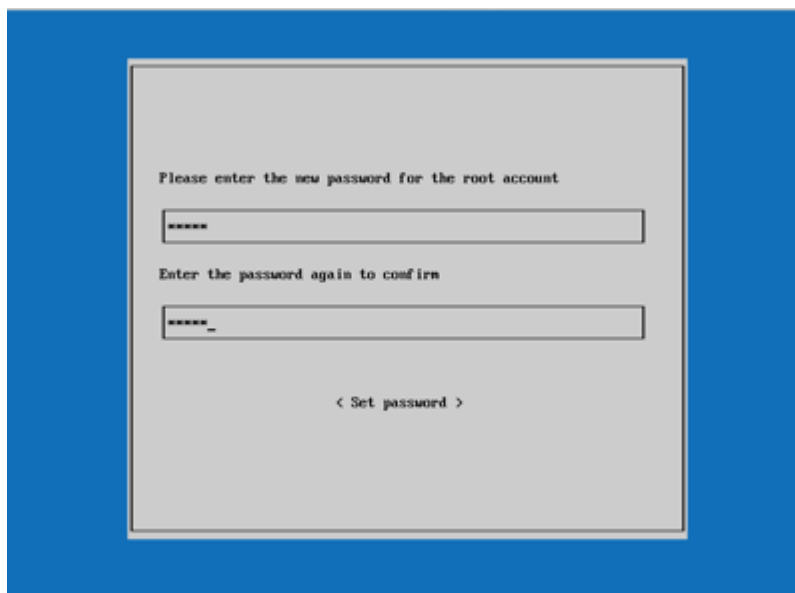 Please enter the new password for the root account
*****
Enter the password again to confirm
*****_
< Set password >